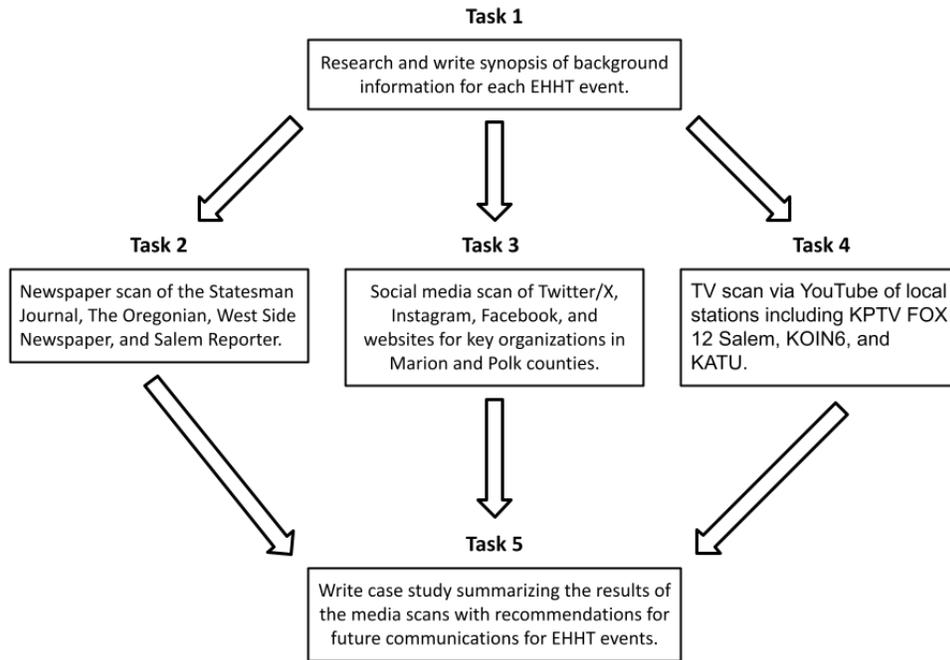 Task 1
Research and write synopsis of background
information for each EHHT event.
Task 2
Newspaper scan of the Statesman
Journal, The Oregonian, West Side
Newspaper, and Salem Reporter.
Task 3
Social media scan of Twitter/X,
Instagram, Facebook, and
websites for key organizations in
Marion and Polk counties.
Task 4
TV scan via YouTube of local
stations including KPTV FOX
12 Salem, KOIN6, and
KATU.
Task 5
Write case study summarizing the results of
the media scans with recommendations for
future communications for EHHT events.